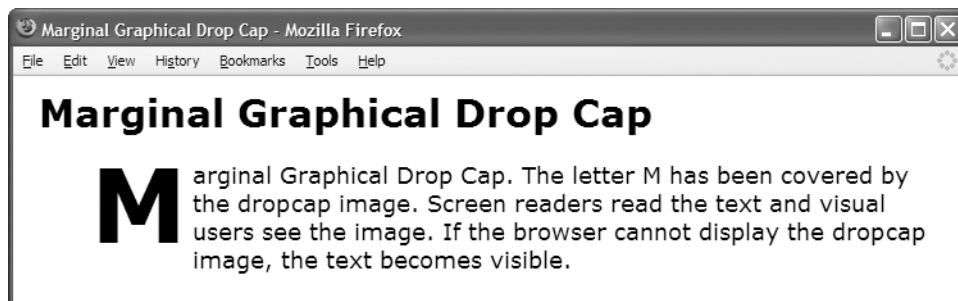 Marginal Graphical Drop Cap - Mozilla Firefox
File Edit View History Bookmarks Tools Help
Marginal Graphical Drop Cap
Marginal Graphical Drop Cap. The letter M has been covered by
the dropcap image. Screen readers read the text and visual
users see the image. If the browser cannot display the dropcap
image, the text becomes visible.